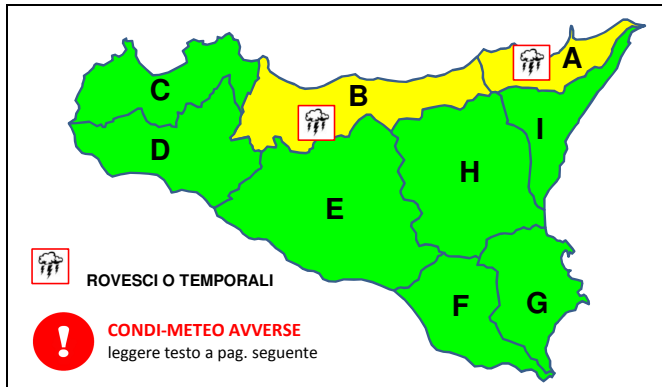 A
B
C
I
D
H
E
ROVESCI O TEMPORALI
F
G
!
CONDI-METEO AVVERSE
leggere testo a pag. seguente